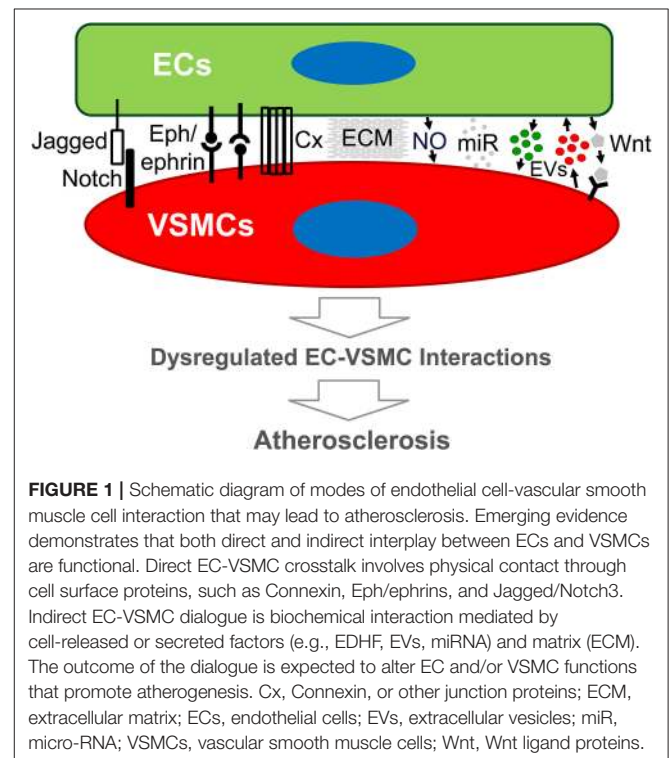 ECs
Jagged
Notch
Eph/
ephrin
Cx
ECM
NO
miR
EVs
Wnt
VSMCs
Dysregulated EC-VSMC Interactions
Atherosclerosis
FIGURE 1 | Schematic diagram of modes of endothelial cell-vascular smooth
muscle cell interaction that may lead to atherosclerosis. Emerging evidence
demonstrates that both direct and indirect interplay between ECs and VSMCs
are functional. Direct EC-VSMC crosstalk involves physical contact through
cell surface proteins, such as Connexin, Eph/ephrins, and Jagged/Notch3.
Indirect EC-VSMC dialogue is biochemical interaction mediated by
cell-released or secreted factors (e.g., EDHF, EVs, miRNA) and matrix (ECM).
The outcome of the dialogue is expected to alter EC and/or VSMC functions
that promote atherogenesis. Cx, Connexin, or other junction proteins; ECM,
extracellular matrix; ECs, endothelial cells; EVs, extracellular vesicles; miR,
micro-RNA; VSMCs, vascular smooth muscle cells; Wnt, Wnt ligand proteins.